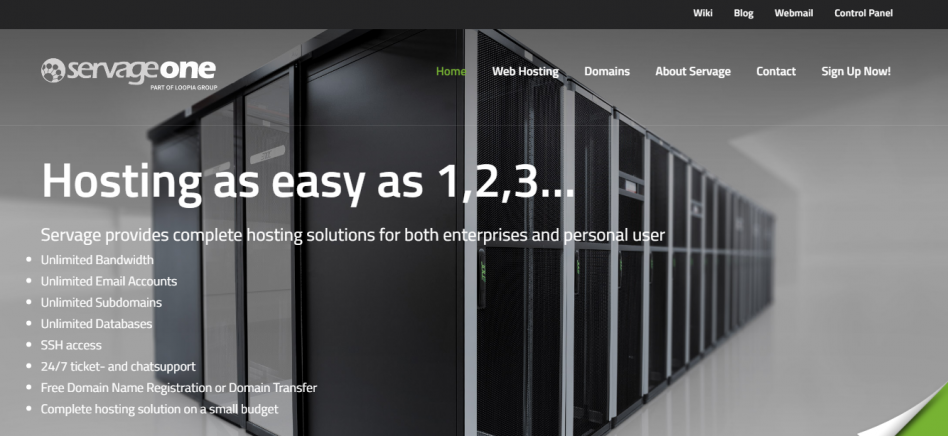 Wiki Blog Webmail Control Panel
servageone
PART OF LOOPIA GROUP
Home Web Hosting Domains About Servage Contact Sign Up Now!
Hosting as easy as 1,2,3...
Servage provides complete hosting solutions for both enterprises and personal user
Unlimited Bandwidth
Unlimited Email Accounts
Unlimited Subdomains
Unlimited Databases
SSH access
24/7 ticket- and chatsupport
Free Domain Name Registration or Domain Transfer
Complete hosting solution on a small budget